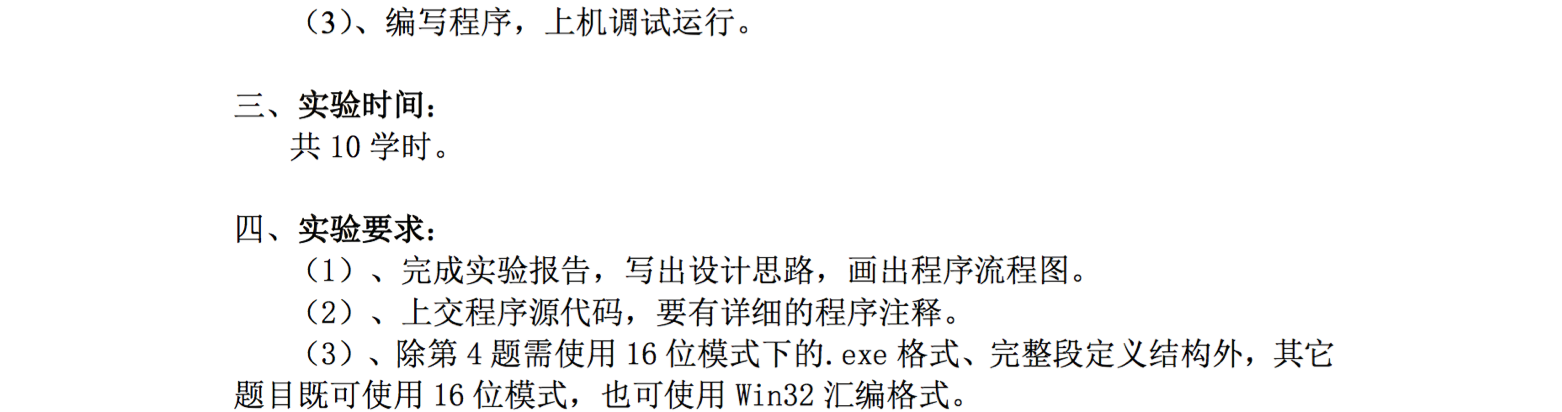 （3）、编写程序，上机调试运行。
三、实验时间：
共 10 学时。
四、实验要求：
（1）、完成实验报告，写出设计思路，画出程序流程图。
（2）、上交程序源代码，要有详细的程序注释。
（3）、除第 4 题需使用 16 位模式下的.exe 格式、完整段定义结构外，其它
题目既可使用 16 位模式，也可使用 Win32 汇编格式。